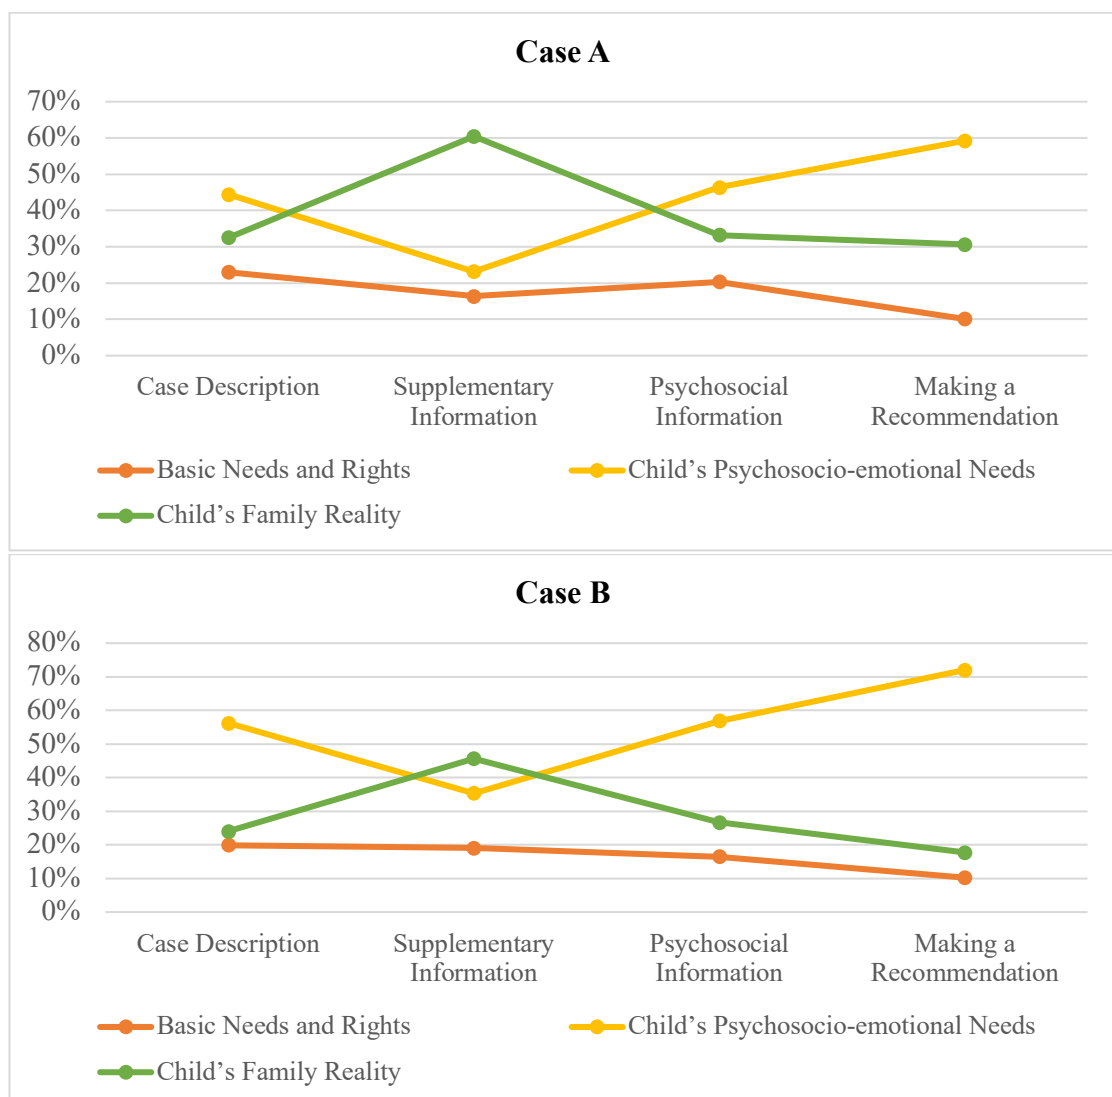 Case A
70%
60%
50%
40%
30%
20%
10%
0%
Case Description
Supplementary
Information
Psychosocial
Information
Making a
Recommendation
Basic Needs and Rights
Child’s Psychosocio-emotional Needs
Child’s Family Reality
Case B
80%
70%
60%
50%
40%
30%
20%
10%
0%
Case Description
Supplementary
Information
Psychosocial
Information
Making a
Recommendation
Basic Needs and Rights
Child’s Psychosocio-emotional Needs
Child’s Family Reality